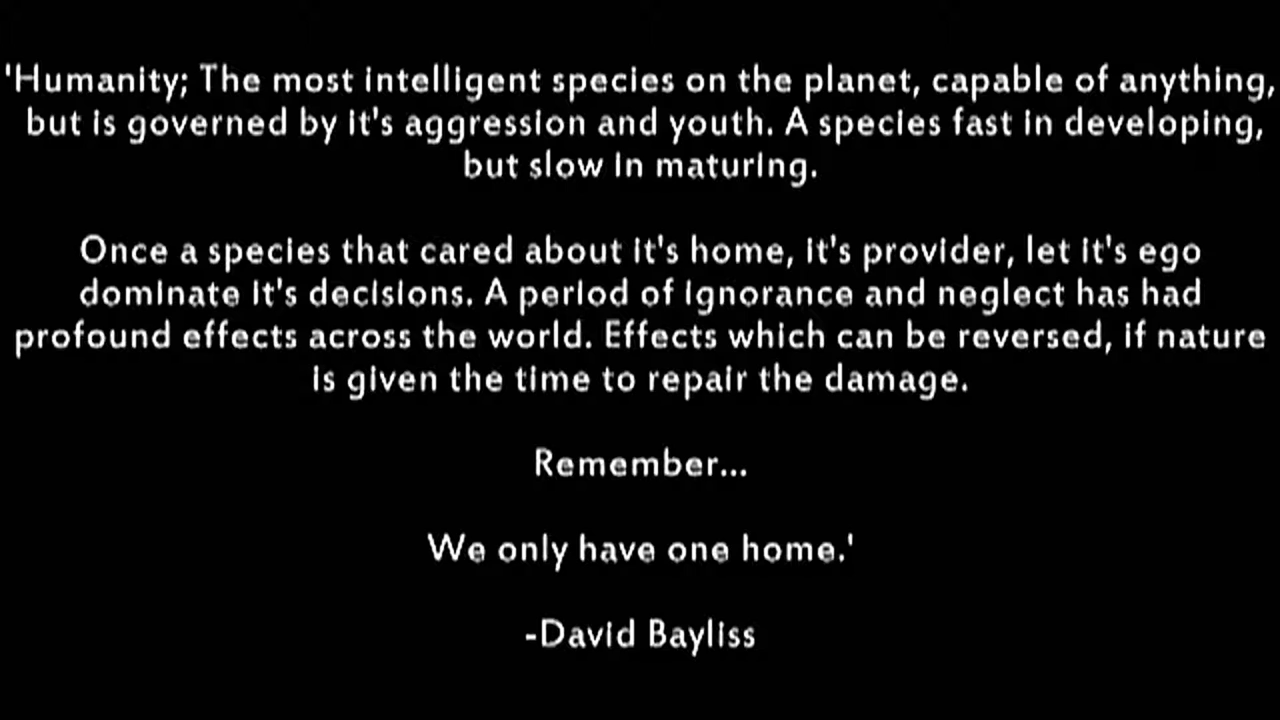 'Humanity; The most intelligent species on the planet, capable of anything,
but is governed by it's aggression and youth. A species fast in developing,
but slow in maturing.
Once a species that cared about it's home, it's provider, let it's ego
dominate it's decisions. A period of ignorance and neglect has had
profound effects across the world. Effects which can be reversed, if nature
is given the time to repair the damage.
Remember...
We only have one home.'
-David Bayliss